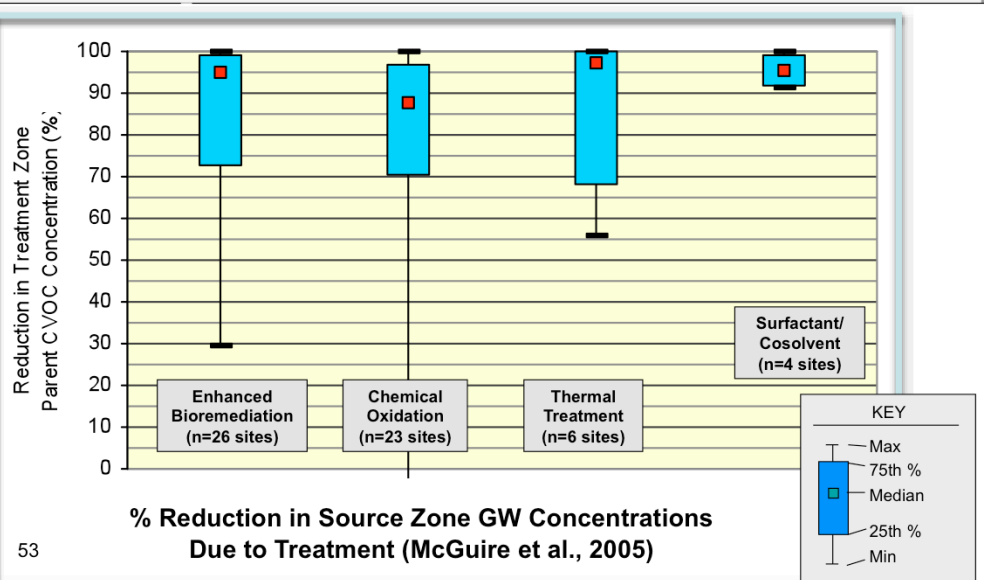 100
90
80
70
60
50
40
30
20
10
0
Reduction in Treatment Zone
Parent CVOC Concentration (%)
Enhanced
Bioremediation
(n=26 sites)
Chemical
Oxidation
(n=23 sites)
Thermal
Treatment
(n=6 sites)
Surfactant/
Cosolvent
(n=4 sites)
KEY
Max
75th %
Median
25th %
Min
% Reduction in Source Zone GW Concentrations
Due to Treatment (McGuire et al., 2005)
53